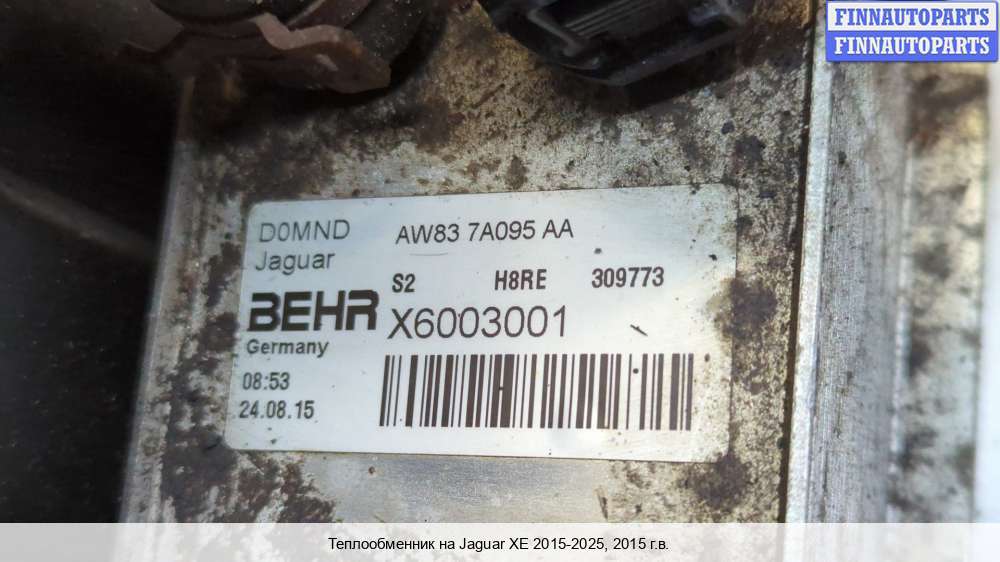 FINNAUTOPARTS
FINNAUTOPARTS
D0MND AW83 7A095 AA
Jaguar
S2 H8RE 309773
BEHR X6003001
Germany
08:53
24.08.15
Теплообменник на Jaguar XE 2015-2025, 2015 г.в.